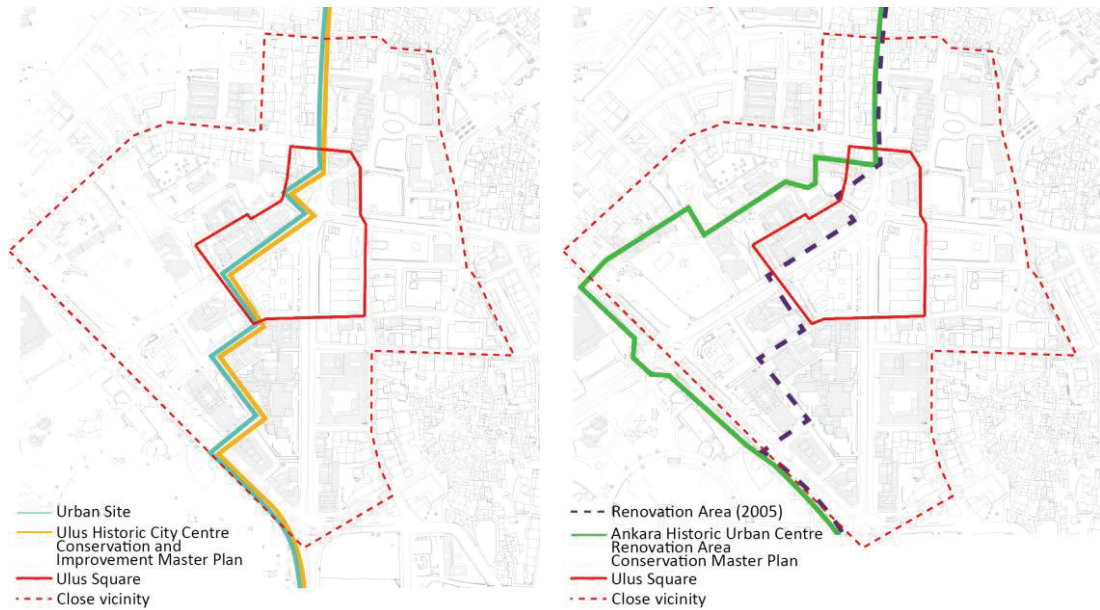 Urban Site
Ulus Historic City Centre
Conservation and
Improvement Master Plan
Ulus Square
Close vicinity
Renovation Area (2005)
Ankara Historic Urban Centre
Renovation Area
Conservation Master Plan
Ulus Square
Close vicinity